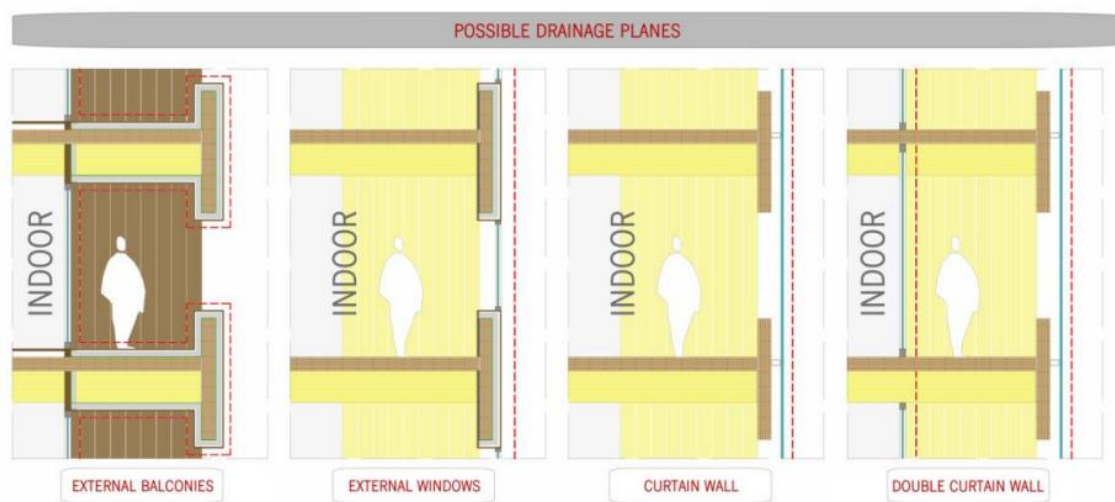 POSSIBLE DRAINAGE PLANES
INDOOR
INDOOR
INDOOR
INDOOR
EXTERNAL BALCONIES
EXTERNAL WINDOWS
CURTAIN WALL
DOUBLE CURTAIN WALL